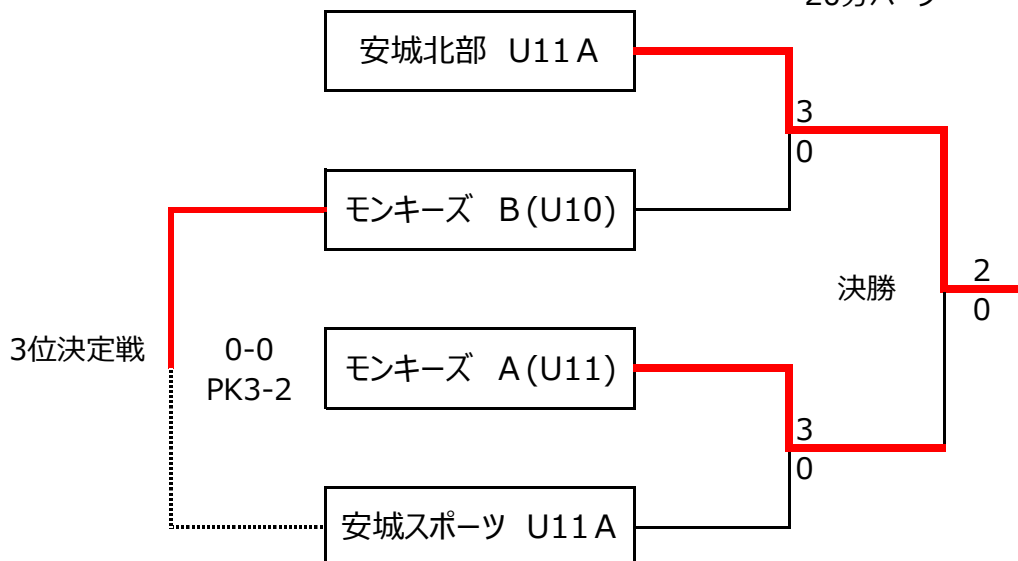 安城北部 U11A
3
0
モンキーズ B(U10)
決勝
2
0
3位決定戦
0-0
PK3-2
モンキーズ A(U11)
3
0
安城スポーツ U11A